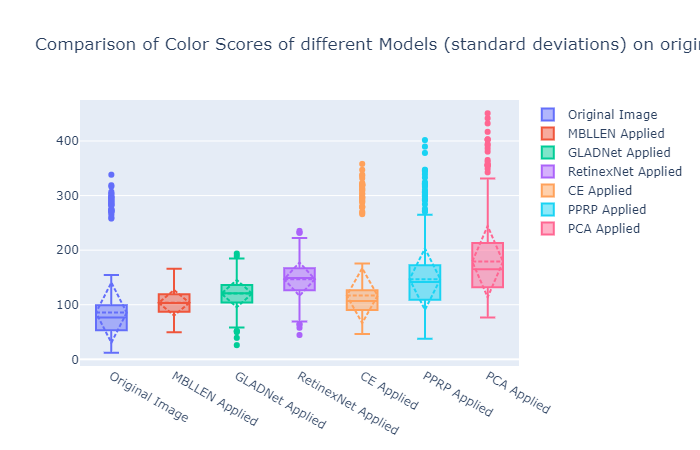 Comparison of Color Scores of different Models (standard deviations) on
400
300
200
100
0
Original Image
MBLLEN Applied
GLADNet Applied
RetinexNet Applied
CE Applied
PPRP Applied
PCA Applied
Original Image
MBLLEN Applied
GLADNet Applied
RetinexNet Applied
CE Applied
PPRP Applied
PCA Applied